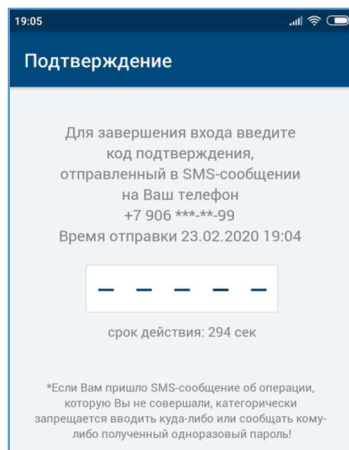 19:05
Подтверждение
Для завершения входа введите
код подтверждения,
отправленный в SMS-сообщении
на Ваш телефон
+7 906 ***-**-99
Время отправки 23.02.2020 19:04
срок действия: 294 сек
*Если Вам пришло SMS-сообщение об операции,
которую Вы не совершали, категорически
запрещается вводить куда-либо или сообщать кому-
либо полученный одноразовый пароль!